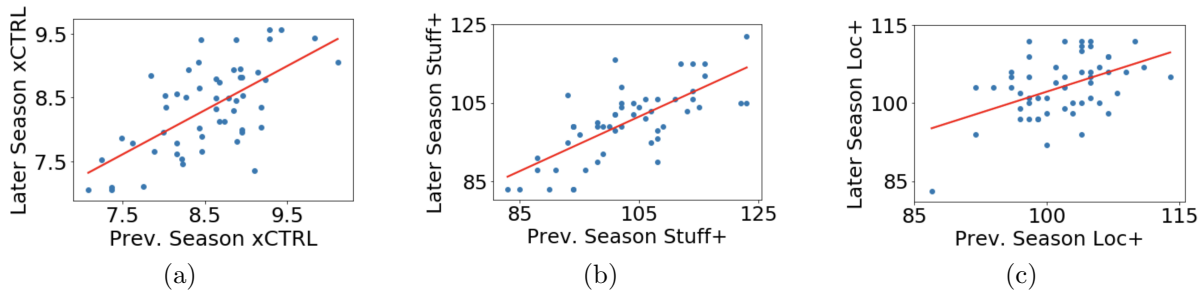 Later Season xCTRL
9.5
8.5
7.5
7.5 8.5 9.5
Prev. Season xCTRL
(a)
Later Season Stuff+
125
105
85
85 105 125
Prev. Season Stuff+
(b)
Later Season Loc+
115
100
85
85 100 115
Prev. Season Loc+
(c)